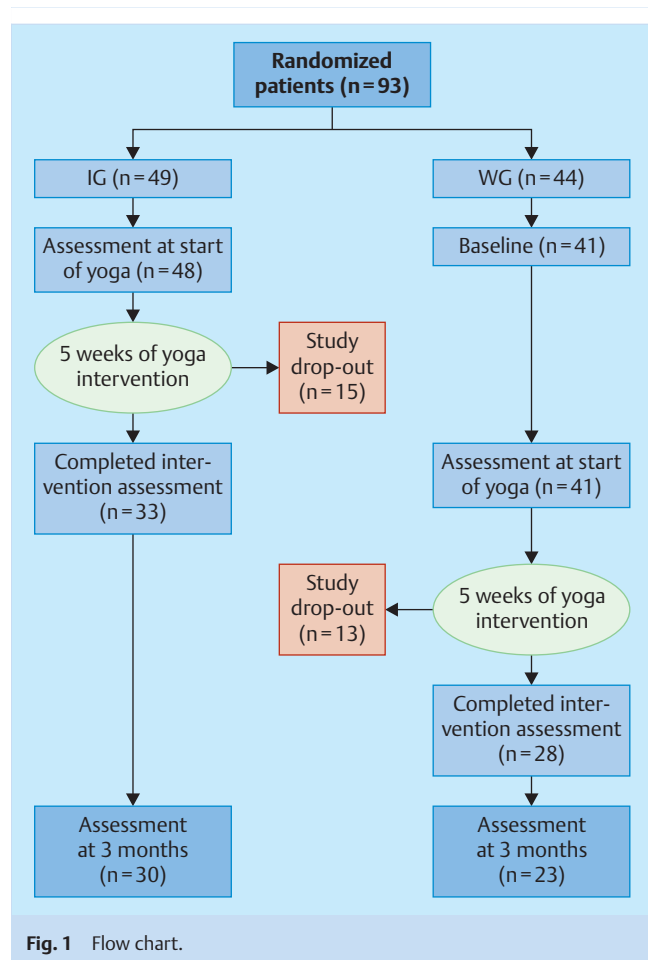 Randomized
patients (n=93)
IG (n=49)
WG (n=44)
Assessment at start
of yoga (n=48)
Baseline (n=41)
5 weeks of yoga
intervention
Study
drop-out
(n=15)
Completed inter-
vention assessment
(n=33)
Assessment at start
of yoga (n=41)
Study
drop-out
(n=13)
5 weeks of yoga
intervention
Completed inter-
vention assessment
(n=28)
Assessment
at 3 months
(n=30)
Assessment
at 3 months
(n=23)
Fig. 1 Flow chart.